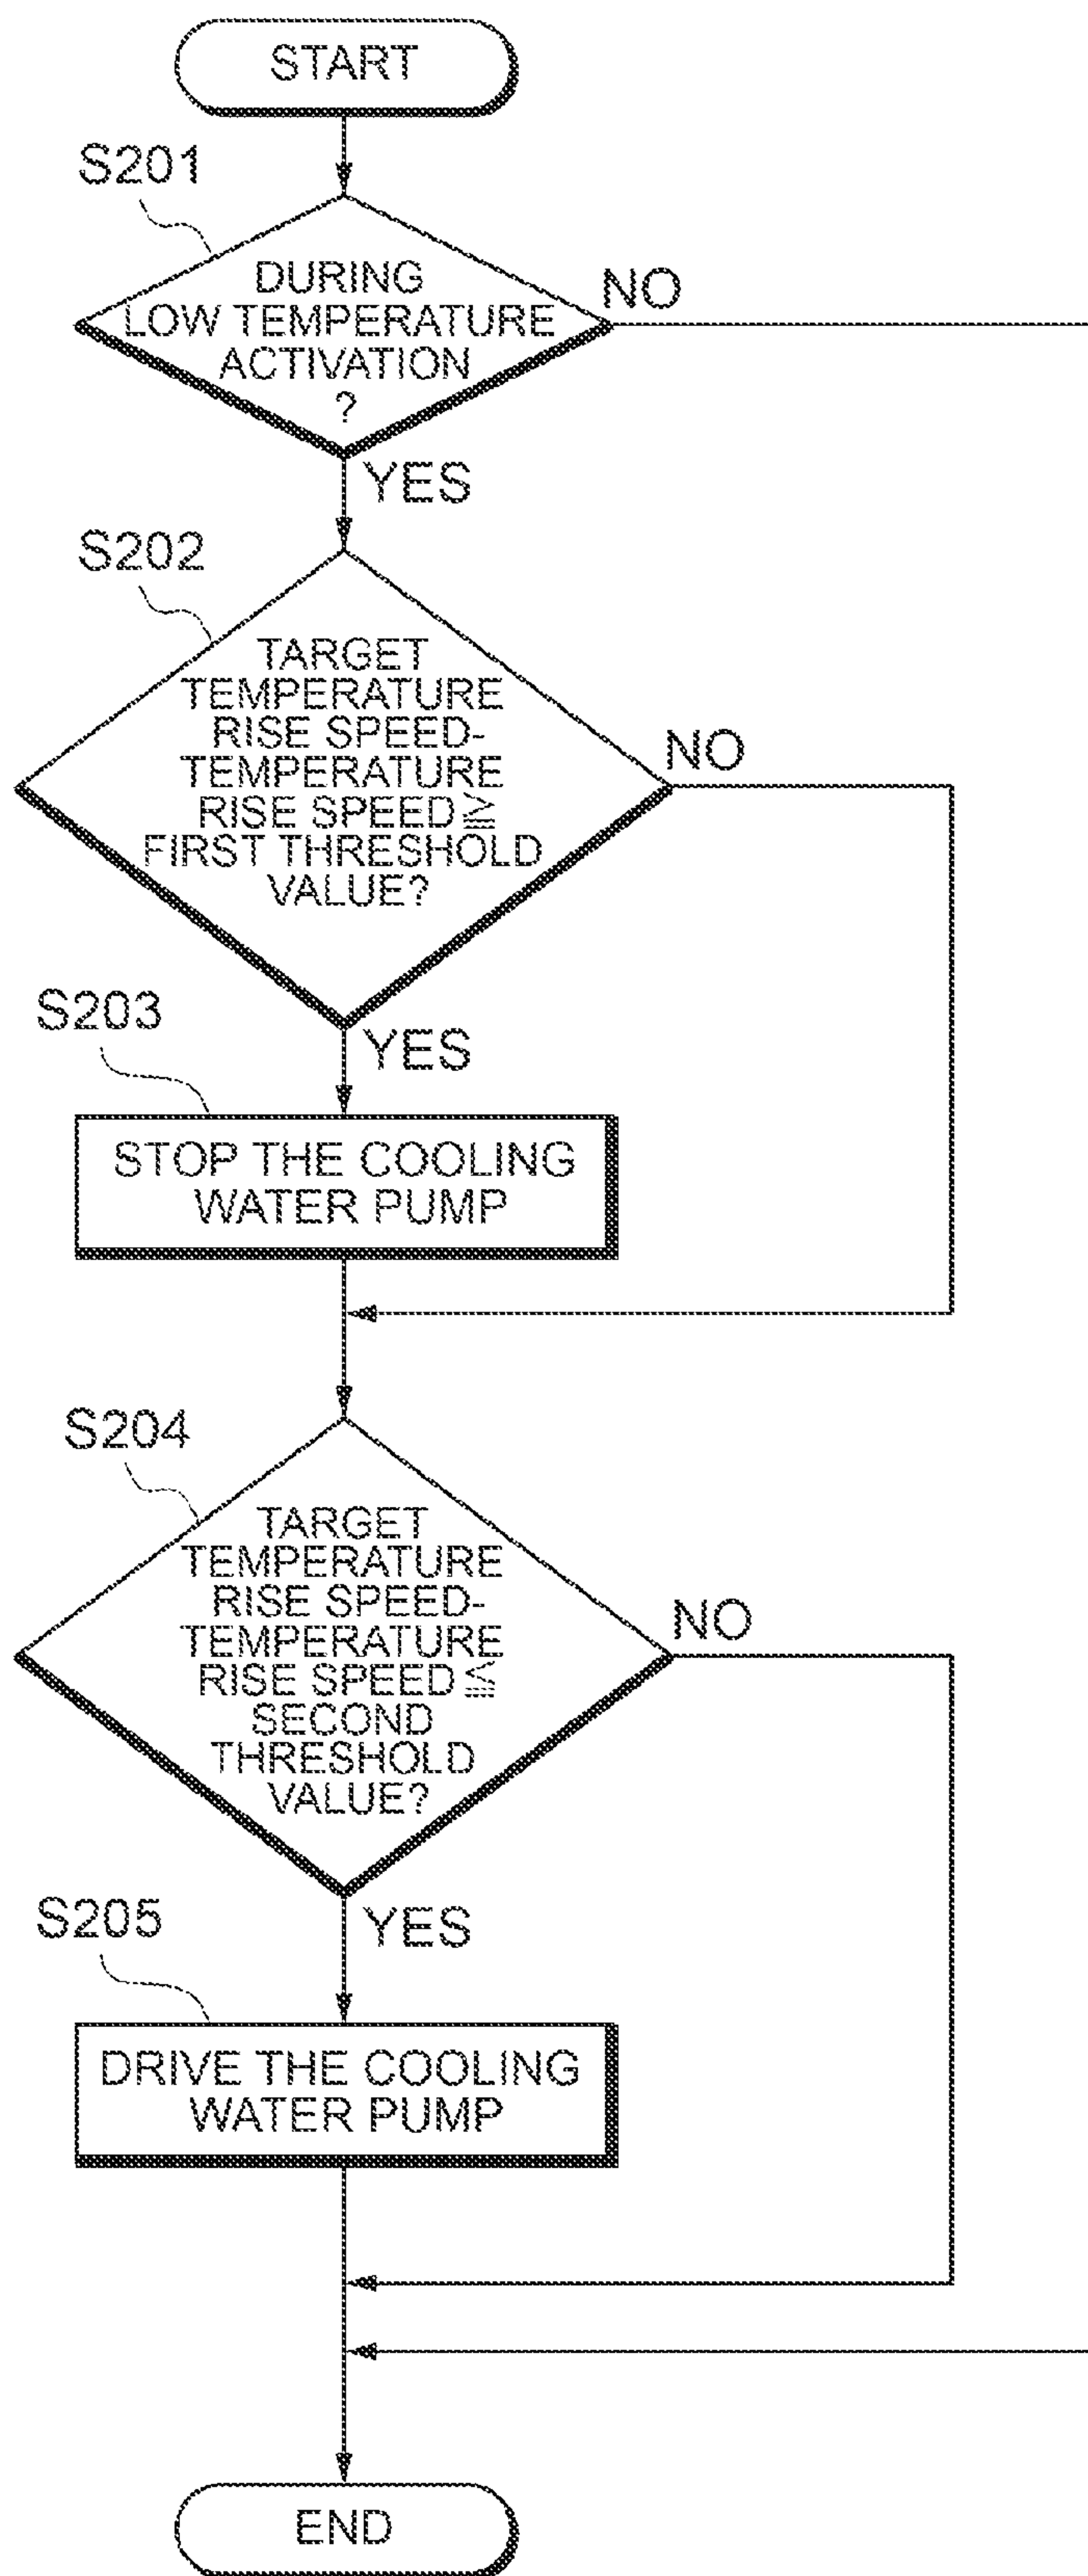 START
S201
DURING
LOW TEMPERATURE
ACTIVATION
?
NO
YES
S202
TARGET
TEMPERATURE
RISE SPEED-
TEMPERATURE
RISE SPEED≧
FIRST THRESHOLD
VALUE?
NO
YES
S203
STOP THE COOLING
WATER PUMP
S204
TARGET
TEMPERATURE
RISE SPEED-
TEMPERATURE
RISE SPEED≦
SECOND
THRESHOLD
VALUE?
NO
YES
S205
DRIVE THE COOLING
WATER PUMP
END